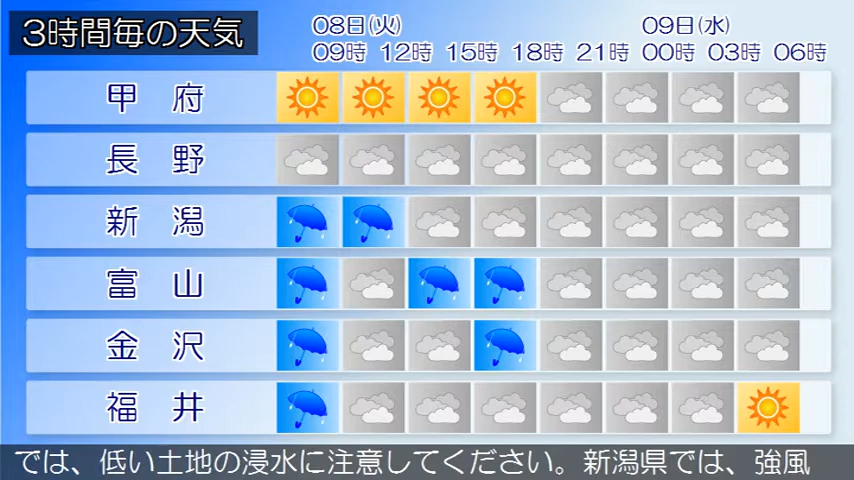 3時間毎の天気
08日(火) 09日(水)
09時 12時 15時 18時 21時 00時 03時 06時
甲府
長野
新潟
富山
金沢
福井
では、低い土地の浸水に注意してください。新潟県では、強風